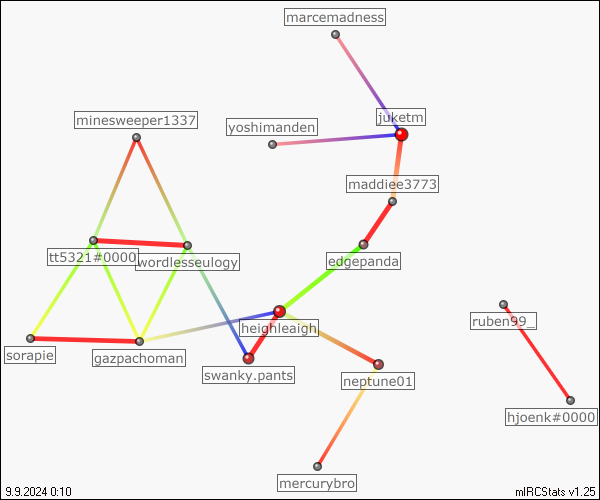 marcemadness
juketm
minesweeper1337
yoshimanden
maddiee3773
tt5321#0000
wordlesseulogy
edgepanda
heighleaigh
ruben99_
sorapie
gazpachoman
swanky.pants
neptune01
hjoenk#0000
mercurybro
9.9.2024 0:10
mIRCStats v1.25